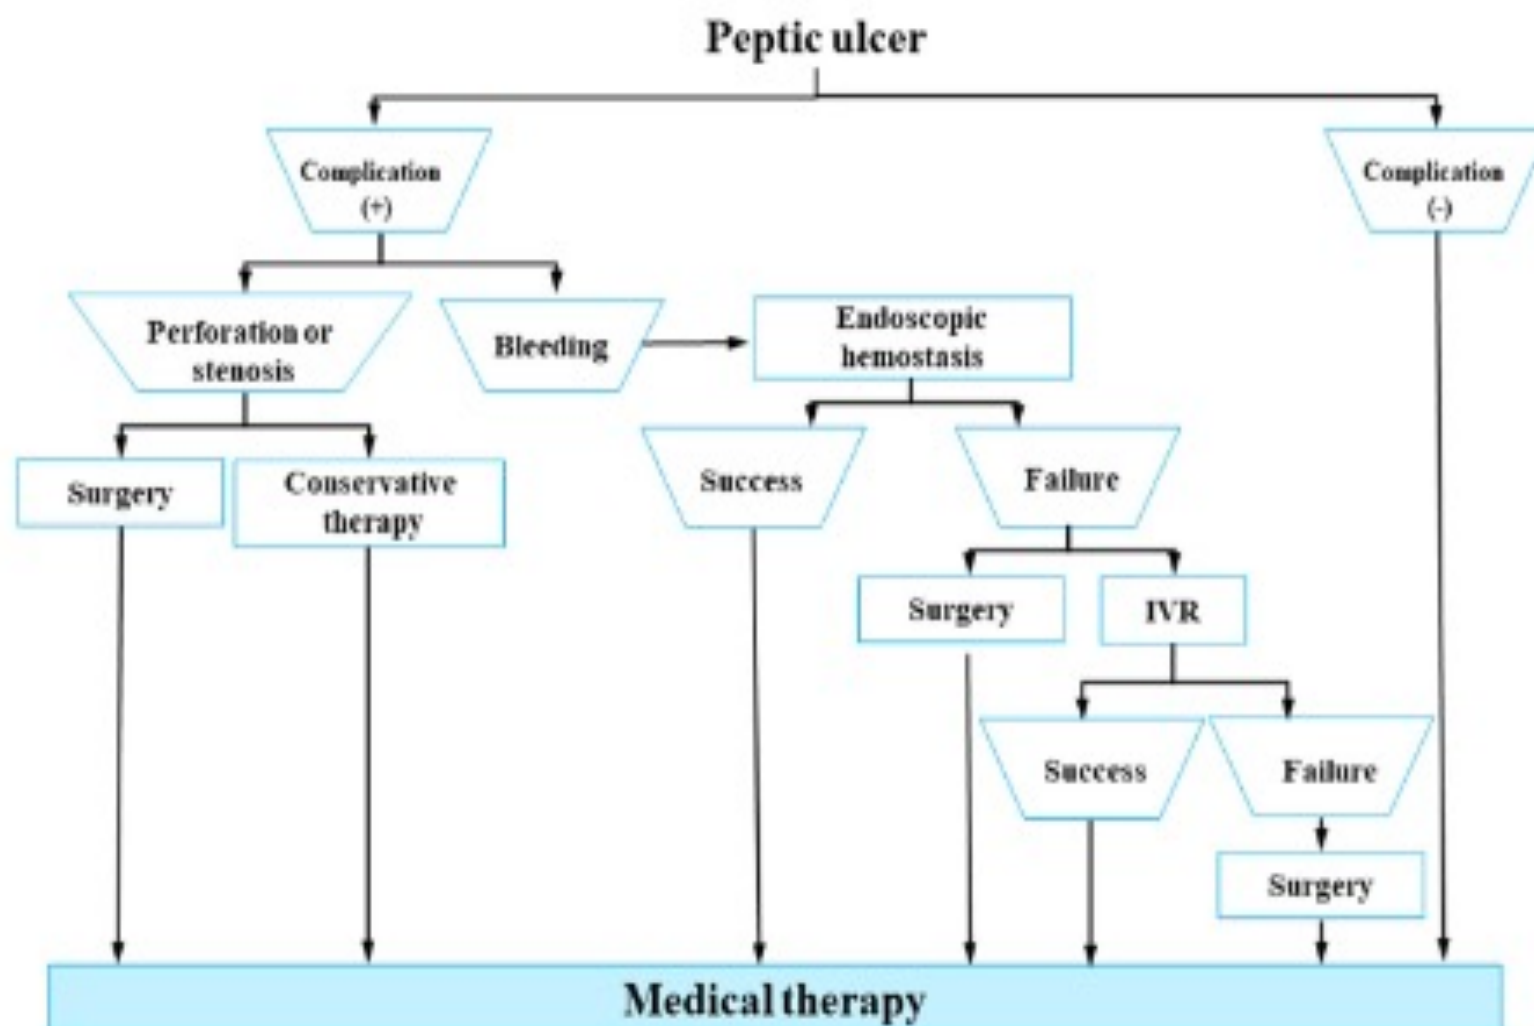 Peptic ulcer
Complication
(+)
Complication
(-)
Perforation or
stenosis
Bleeding
Endoscopic
hemostasis
Surgery
Conservative
therapy
Success
Failure
Surgery
IVR
Success
Failure
Surgery
Medical therapy